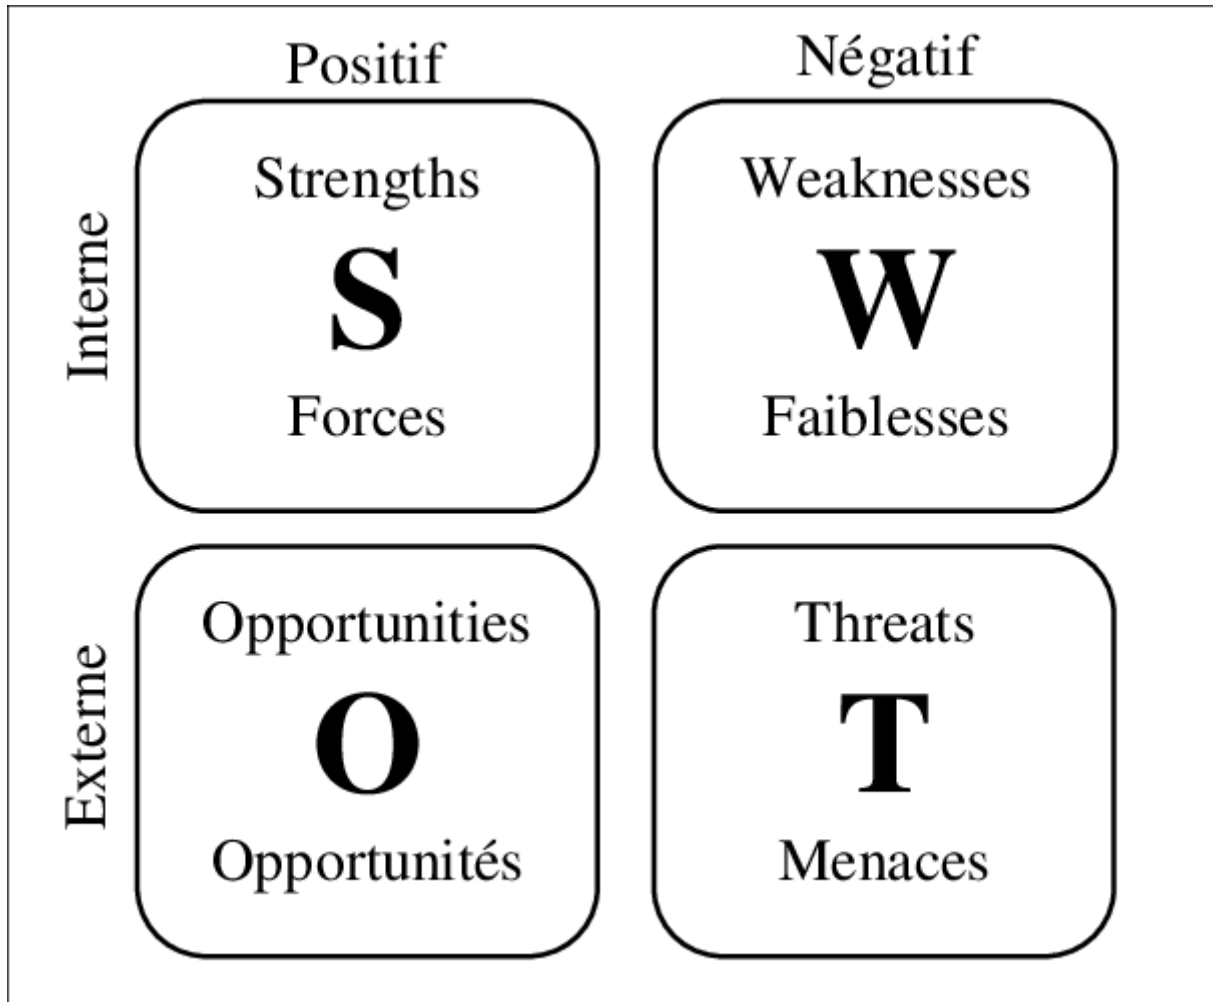 Positif
Négatif
Interne
Strengths
S
Forces
Weaknesses
W
Faiblesses
Externe
Opportunities
O
Opportunités
Threats
T
Menaces